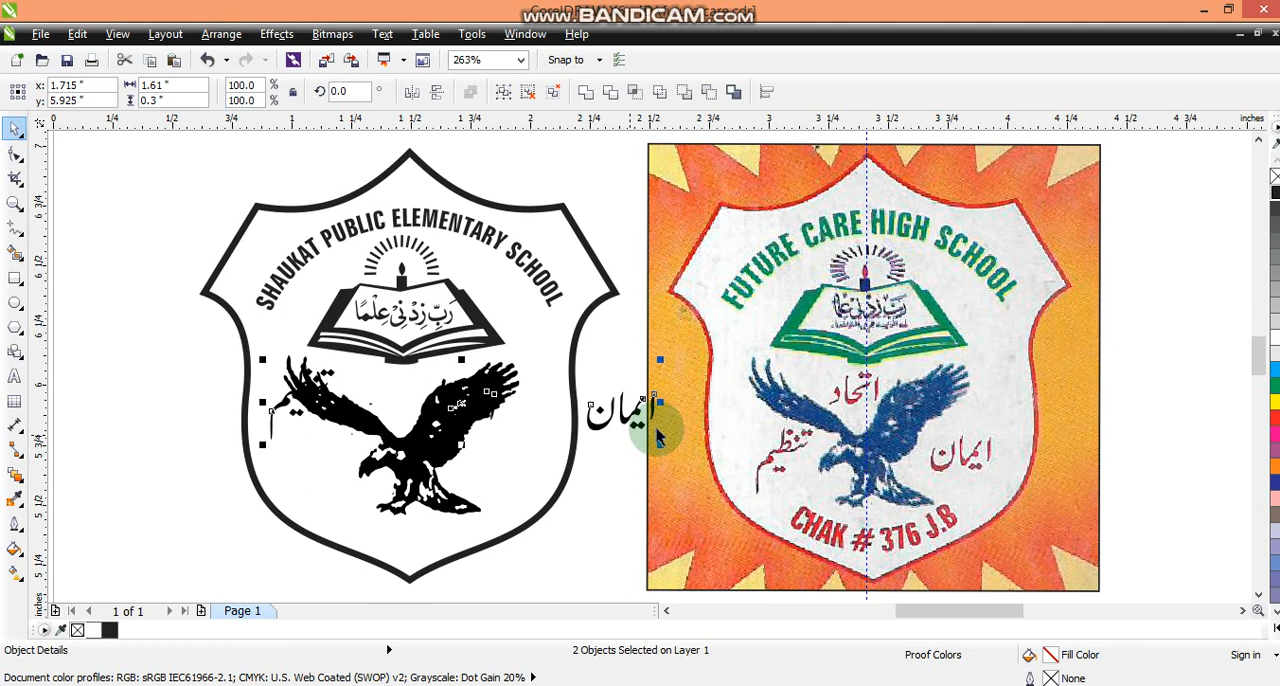 www.BANDICAM.com
File Edit View Layout Arrange Effects Bitmaps Text Table Tools Window Help
263% Snap to
x: 1.715 " 1.61 " 100.0 % 0.0 °
y: 5.925 " 0.3 " 100.0 %
SHAUKAT PUBLIC ELEMENTARY SCHOOL
رَبِّ زِدْنِیْ عِلْمًا
ایمان
FUTURE CARE HIGH SCHOOL
رَبِّ زِدْنِیْ عِلْمًا
اتحاد
تنظیم
ایمان
CHAK # 376 J.B
1 of 1 Page 1
Object Details 2 Objects Selected on Layer 1 Proof Colors Fill Color Sign in
Document color profiles: RGB: sRGB IEC61966-2.1; CMYK: U.S. Web Coated (SWOP) v2; Grayscale: Dot Gain 20% None